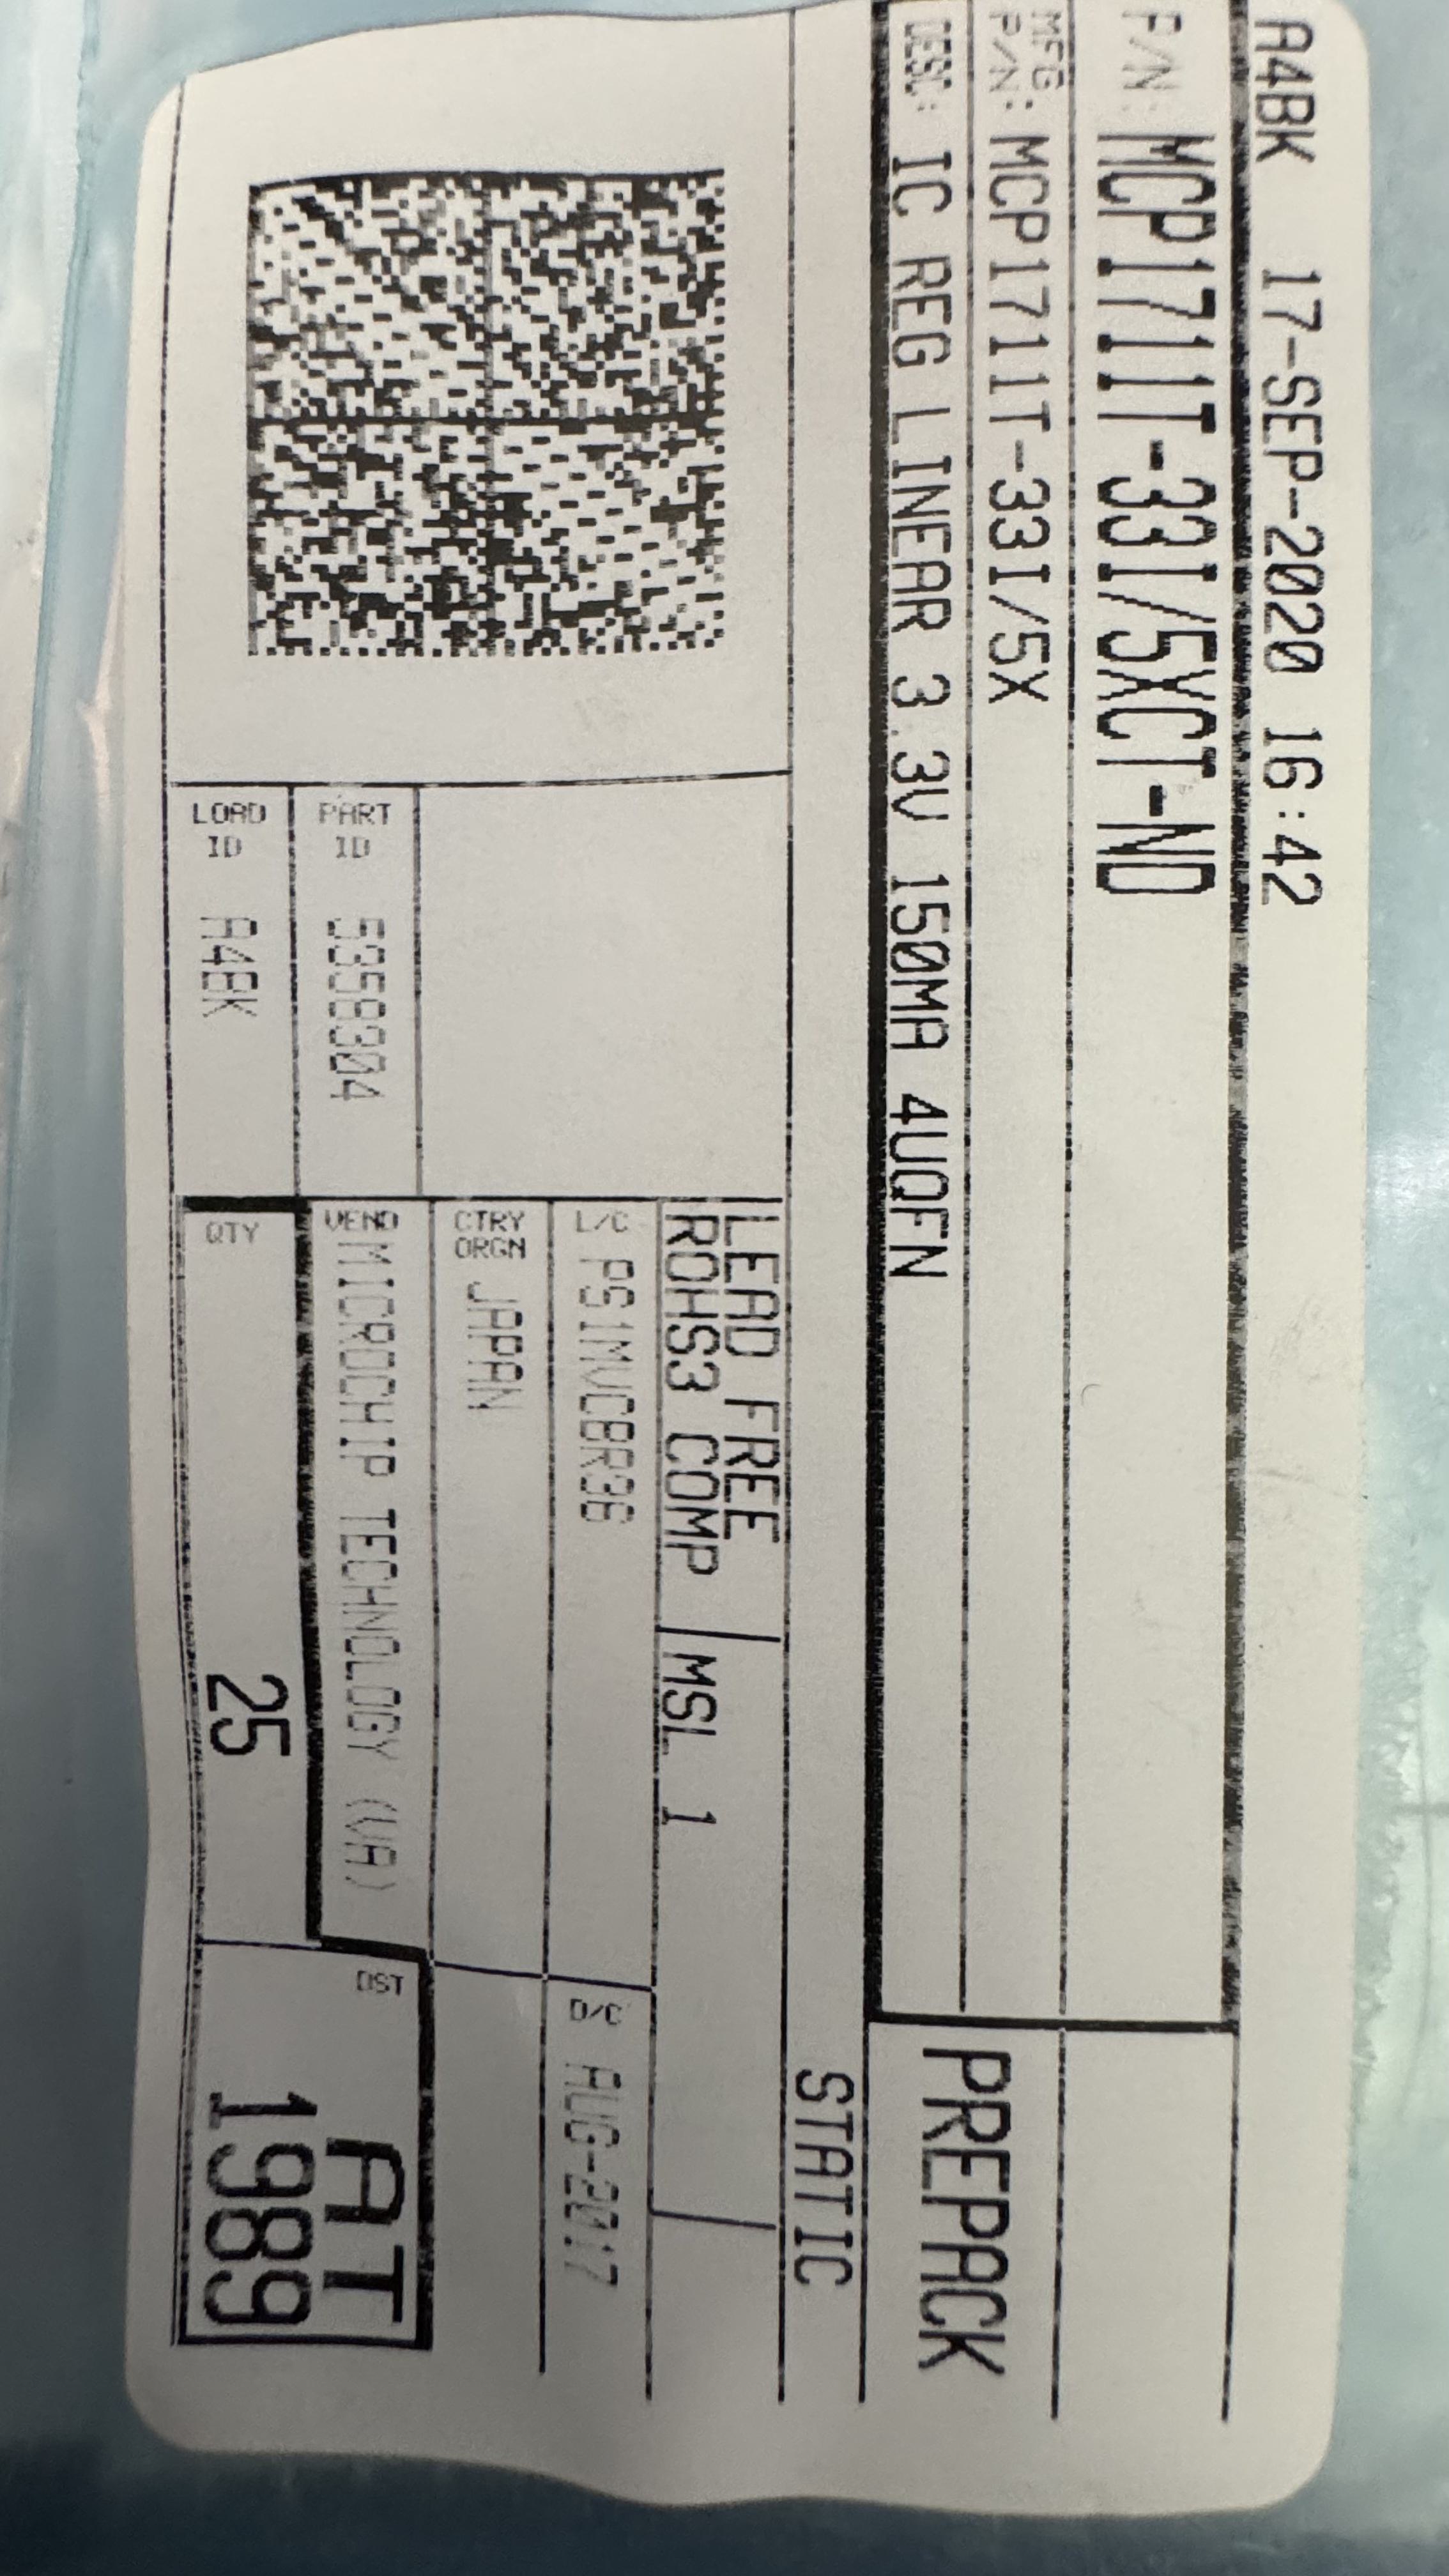 A4BK 17-SEP-2020 16:42
P/N: MCP1711T-33I/5XCT-ND
MFG P/N: MCP1711T-33I/5X
DESC: IC REG LINEAR 3.3V 150MA 4UQFN
PREPACK
STATIC
LEAD FREE
ROHS3 COMP MSL 1
L/C PS1MVCBR36 D/C AUG-2017
CTRY ORGN JAPAN
PART ID 5358304 VEND MICROCHIP TECHNOLOGY (VA)
LOAD ID A4BK QTY 25
DST AT
1989